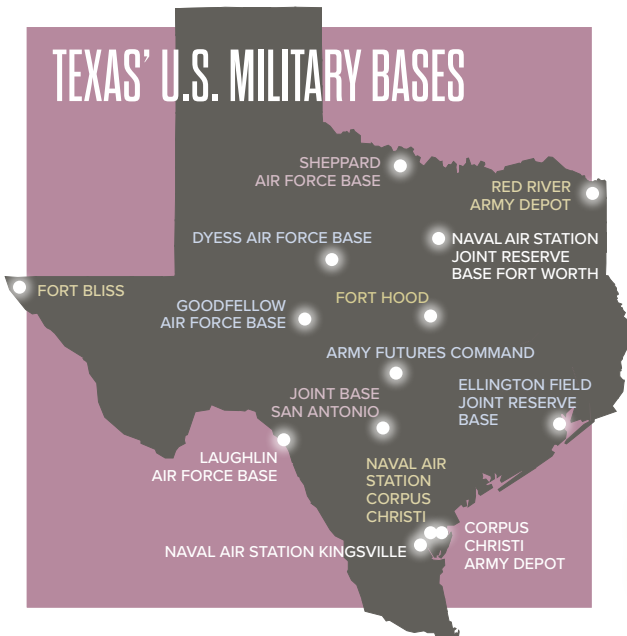 TEXAS' U.S. MILITARY BASES
SHEPPARD
AIR FORCE BASE
RED RIVER
ARMY DEPOT
DYESS AIR FORCE BASE
NAVAL AIR STATION
JOINT RESERVE
BASE FORT WORTH
FORT BLISS
GOODFELLOW
AIR FORCE BASE
FORT HOOD
ARMY FUTURES COMMAND
JOINT BASE
SAN ANTONIO
ELLINGTON FIELD
JOINT RESERVE
BASE
LAUGHLIN
AIR FORCE BASE
NAVAL AIR
STATION
CORPUS
CHRISTI
NAVAL AIR STATION KINGSVILLE
CORPUS
CHRISTI
ARMY DEPOT